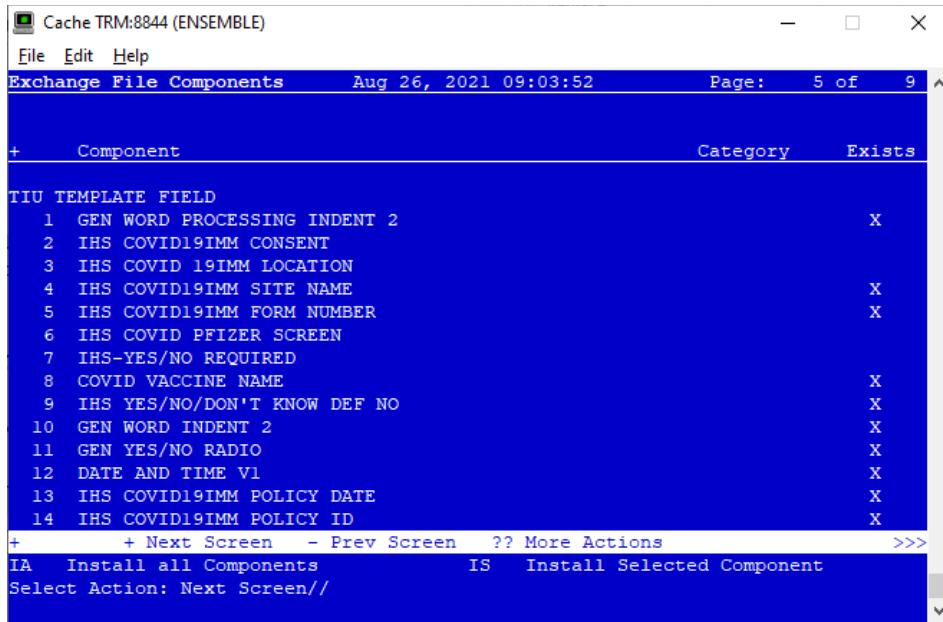 Cache TRM:8844 (ENSEMBLE)
File Edit Help
Exchange File Components Aug 26, 2021 09:03:52 Page: 5 of 9
+ Component Category Exists
TIU TEMPLATE FIELD
1 GEN WORD PROCESSING INDENT 2 X
2 IHS COVID19IMM CONSENT
3 IHS COVID 19IMM LOCATION
4 IHS COVID19IMM SITE NAME X
5 IHS COVID19IMM FORM NUMBER X
6 IHS COVID PFIZER SCREEN
7 IHS-YES/NO REQUIRED
8 COVID VACCINE NAME X
9 IHS YES/NO/DON'T KNOW DEF NO X
10 GEN WORD INDENT 2 X
11 GEN YES/NO RADIO X
12 DATE AND TIME V1 X
13 IHS COVID19IMM POLICY DATE X
14 IHS COVID19IMM POLICY ID X
+ + Next Screen - Prev Screen ?? More Actions >>>
IA Install all Components IS Install Selected Component
Select Action: Next Screen//